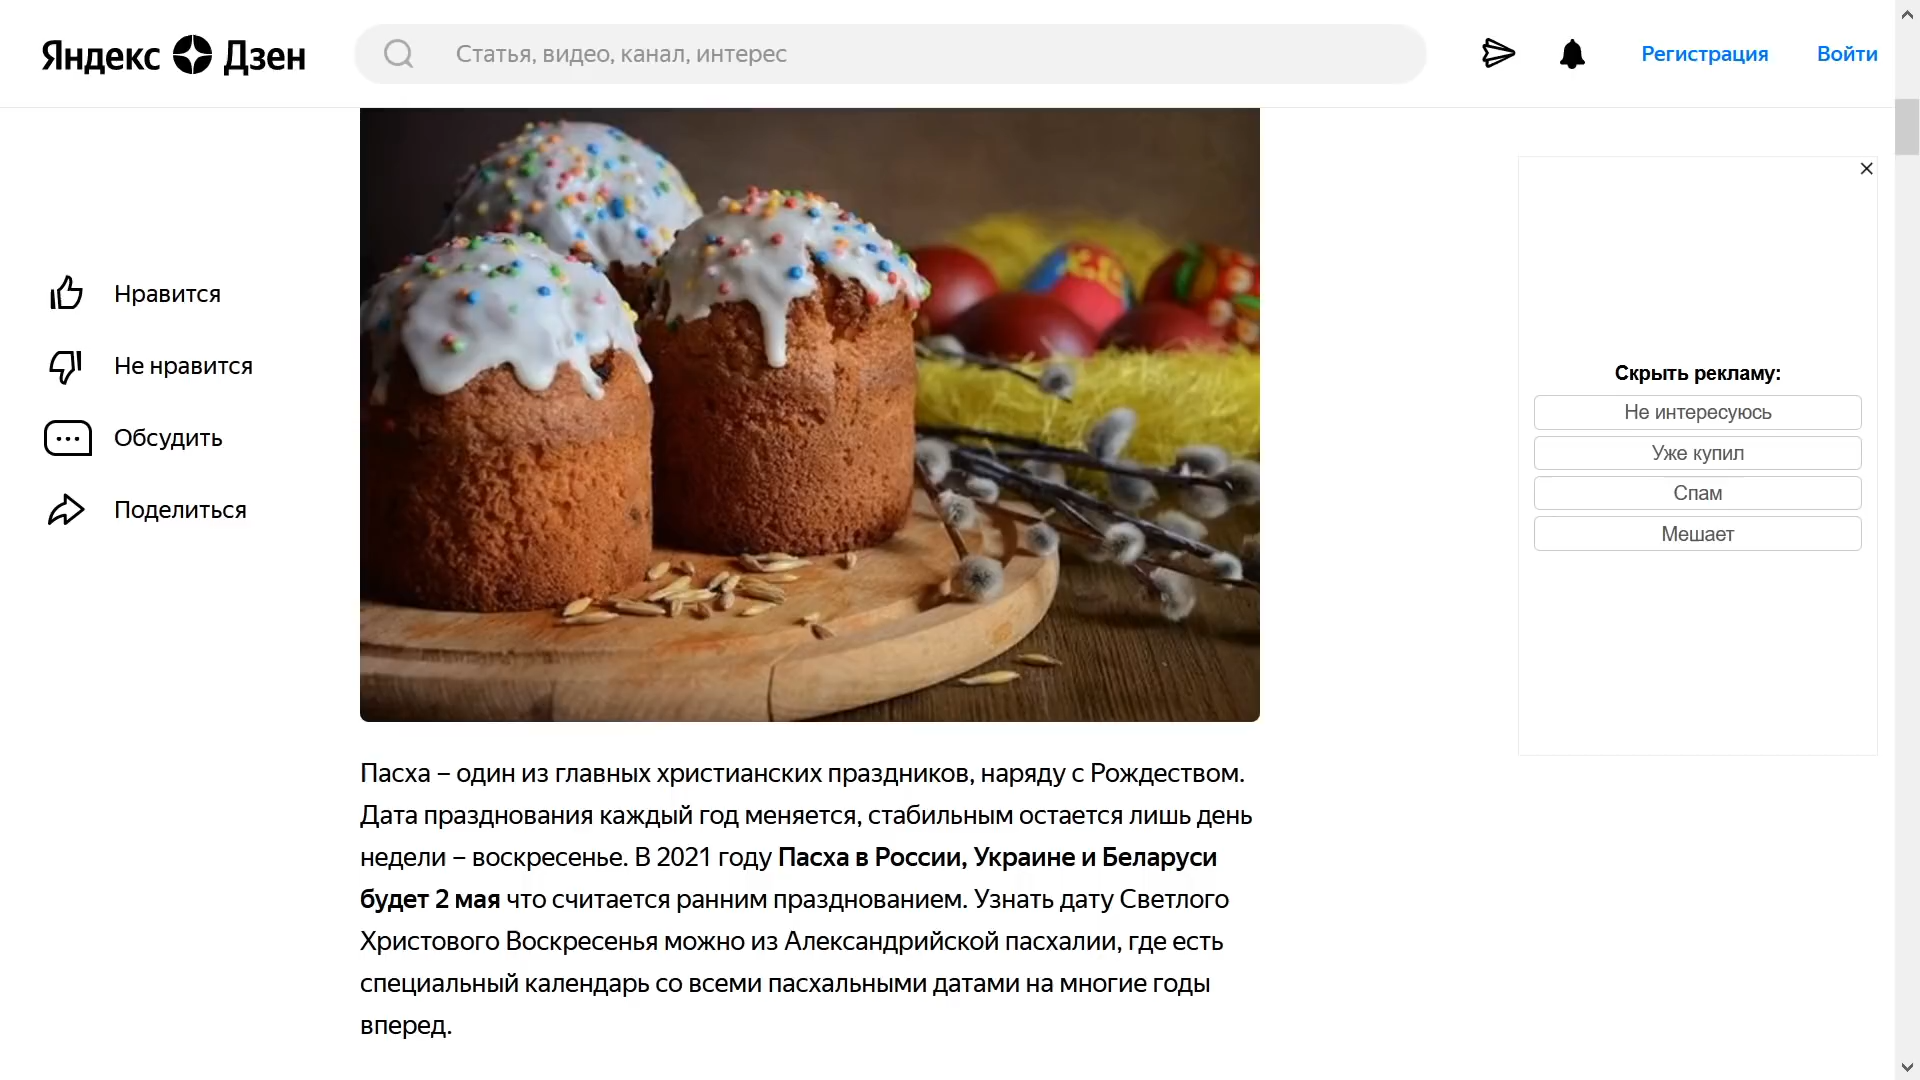 Яндекс Дзен
Статья, видео, канал, интерес
Регистрация
Войти
Нравится
Не нравится
Обсудить
Поделиться
Скрыть рекламу:
Не интересуюсь
Уже купил
Спам
Мешает
Пасха – один из главных христианских праздников, наряду с Рождеством.
Дата празднования каждый год меняется, стабильным остается лишь день
недели – воскресенье. В 2021 году Пасха в России, Украине и Беларуси
будет 2 мая что считается ранним празднованием. Узнать дату Светлого
Христового Воскресенья можно из Александрийской пасхалии, где есть
специальный календарь со всеми пасхальными датами на многие годы
вперед.